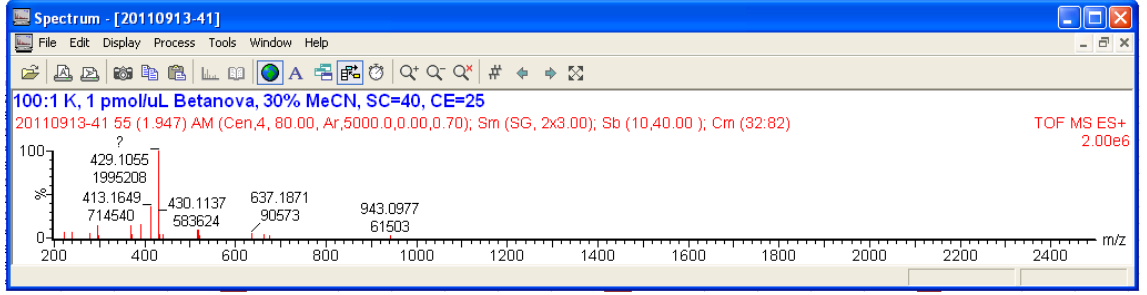 Spectrum - [20110913-41]
File Edit Display Process Tools Window Help
A
100:1 K, 1 pmol/uL Betanova, 30% MeCN, SC=40, CE=25
20110913-41 55 (1.947) AM (Cen,4, 80.00, Ar,5000.0,0.00,0.70); Sm (SG, 2x3.00); Sb (10,40.00 ); Cm (32:82)
TOF MS ES+
2.00e6
100
%
0
?
429.1055
1995208
413.1649
714540
430.1137
583624
637.1871
90573
943.0977
61503
200 400 600 800 1000 1200 1400 1600 1800 2000 2200 2400
m/z